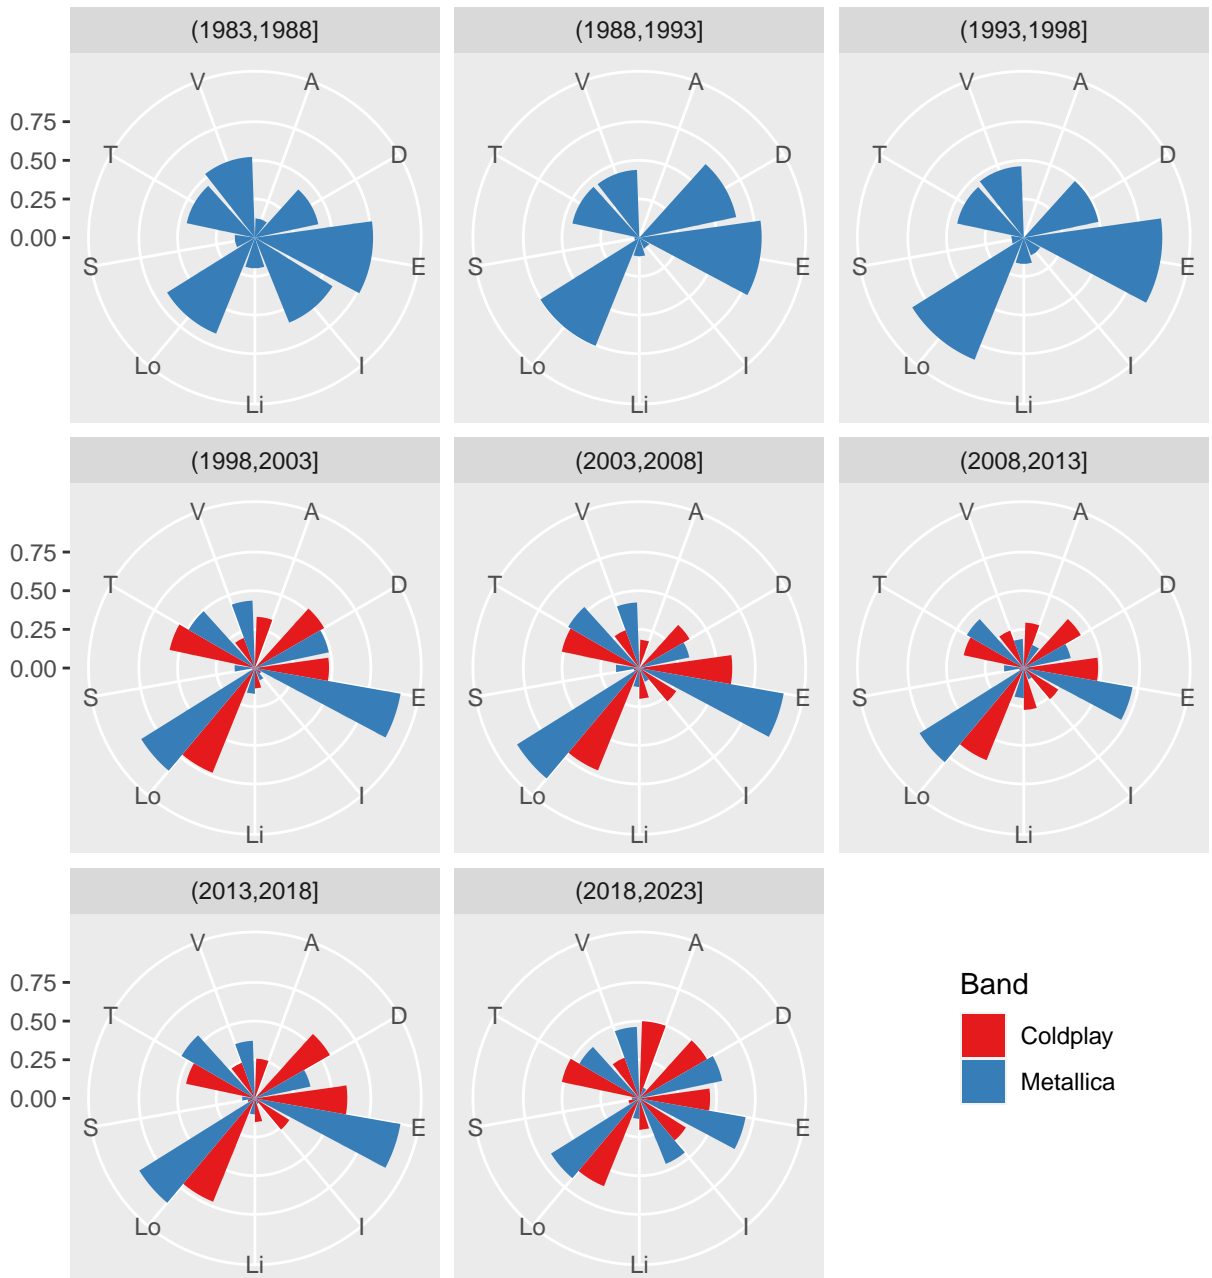 (1983,1988] (1988,1993] (1993,1998]
V A V A V A
0.75
T D T D T D
0.50
0.25
0.00
S E S E S E
Lo I Lo I Lo I
Li Li Li
(1998,2003] (2003,2008] (2008,2013]
V A V A V A
0.75
T D T D T D
0.50
0.25
0.00
S E S E S E
Lo I Lo I Lo I
Li Li Li
(2013,2018] (2018,2023]
V A V A
0.75
T D T D
0.50
0.25
0.00
S E S E
Lo I Lo I
Li Li
Band
Coldplay
Metallica